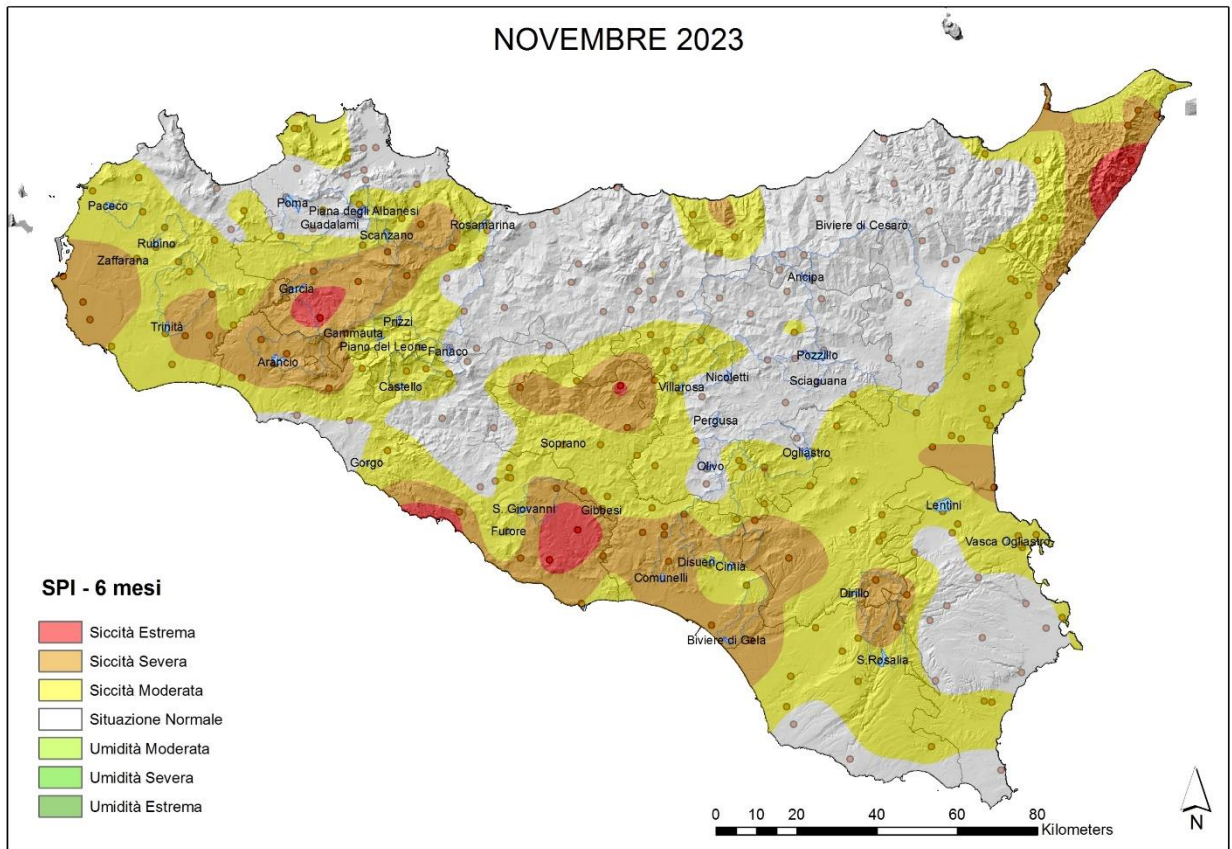 NOVEMBRE 2023
Paceco
Poma
Piana degli Albanesi
Guadalami
Scanzano
Rosamarina
Biviere di Cesaro
Rubino
Zaffarana
Garcia
Ancipa
Trinità
Gammauta
Prizzi
Piano del Leone
Fanaco
Arancio
Castello
Villarosa
Nicoletti
Pozzillo
Sciaguana
Pergusa
Soprano
Gorgo
Olivo
Ogliastro
S. Giovanni
Gibbesi
Furore
Lentini
Vasca Ogliastro
Disueri
Cimia
Comunelli
Dirillo
Biviere di Gela
S.Rosalia
SPI - 6 mesi
Siccità Estrema
Siccità Severa
Siccità Moderata
Situazione Normale
Umidità Moderata
Umidità Severa
Umidità Estrema
0 10 20 40 60 80
Kilometers
N